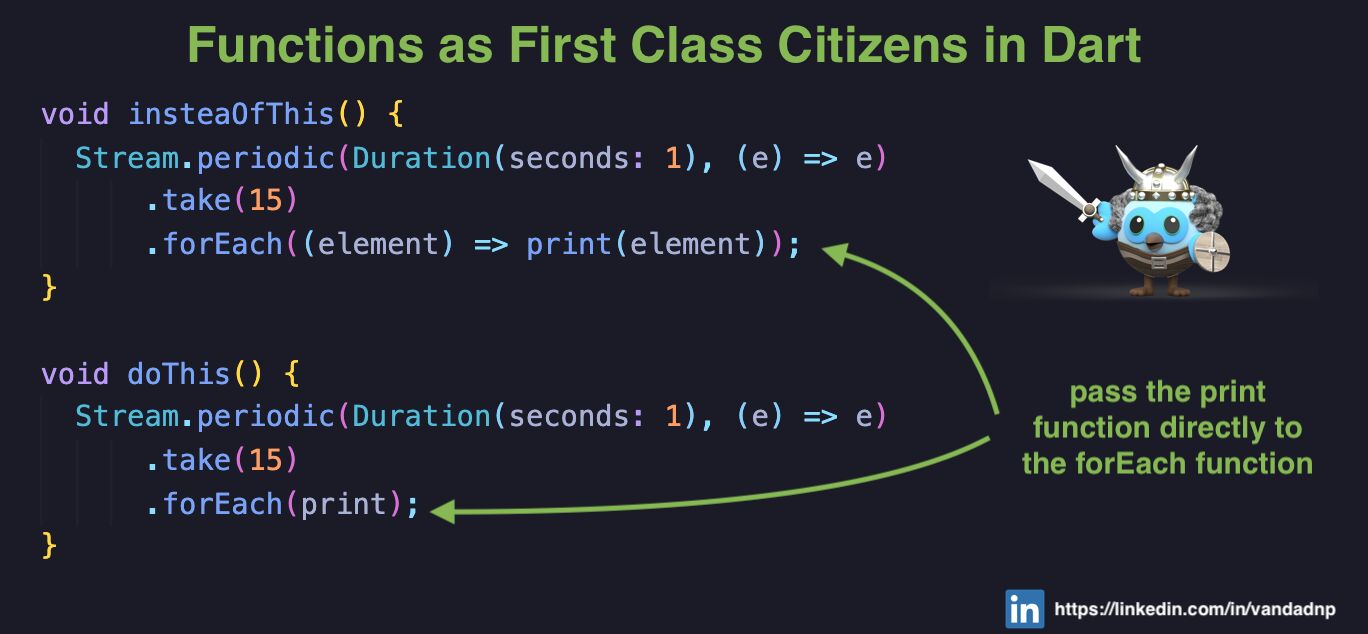 Functions as First Class Citizens in Dart
void insteaOfThis() {
  Stream.periodic(Duration(seconds: 1), (e) => e)
      .take(15)
      .forEach((element) => print(element));
}
void doThis() {
  Stream.periodic(Duration(seconds: 1), (e) => e)
      .take(15)
      .forEach(print);
}
pass the print
function directly to
the forEach function
in https://linkedin.com/in/vandadnp